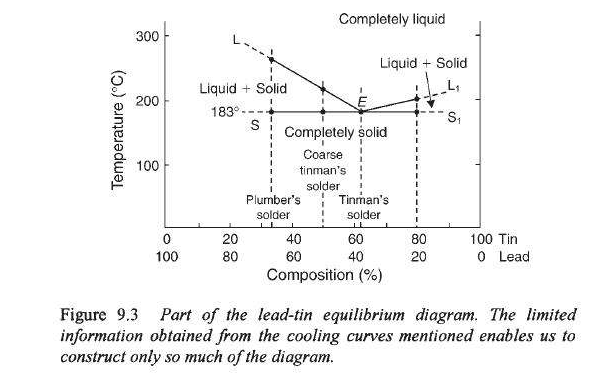 Completely liquid
300
L
Liquid + Solid
Liquid + Solid
L1
Temperature (°C)
200
E
183°
S
S1
Completely solid
Coarse
tinman's
solder
100
Plumber's
solder
Tinman's
solder
0 20 40 60 80 100 Tin
100 80 60 40 20 0 Lead
Composition (%)
Figure 9.3 Part of the lead-tin equilibrium diagram. The limited
information obtained from the cooling curves mentioned enables us to
construct only so much of the diagram.